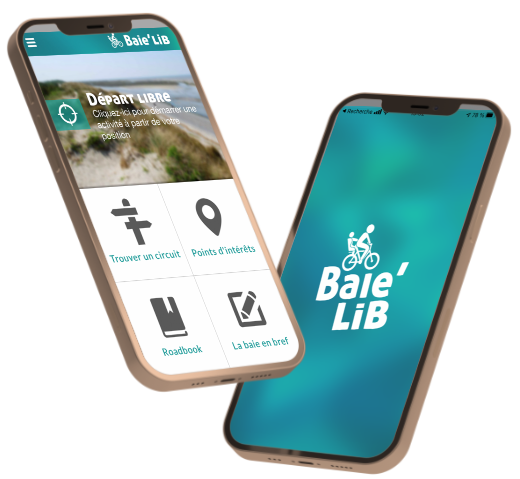 Baie'LiB
Départ libre
Cliquez-ici pour démarrer une
activité à partir de votre
position
Trouver un circuit
Points d'intérêts
Roadbook
La baie en bref
Recherche
78 %
Baie'
LiB